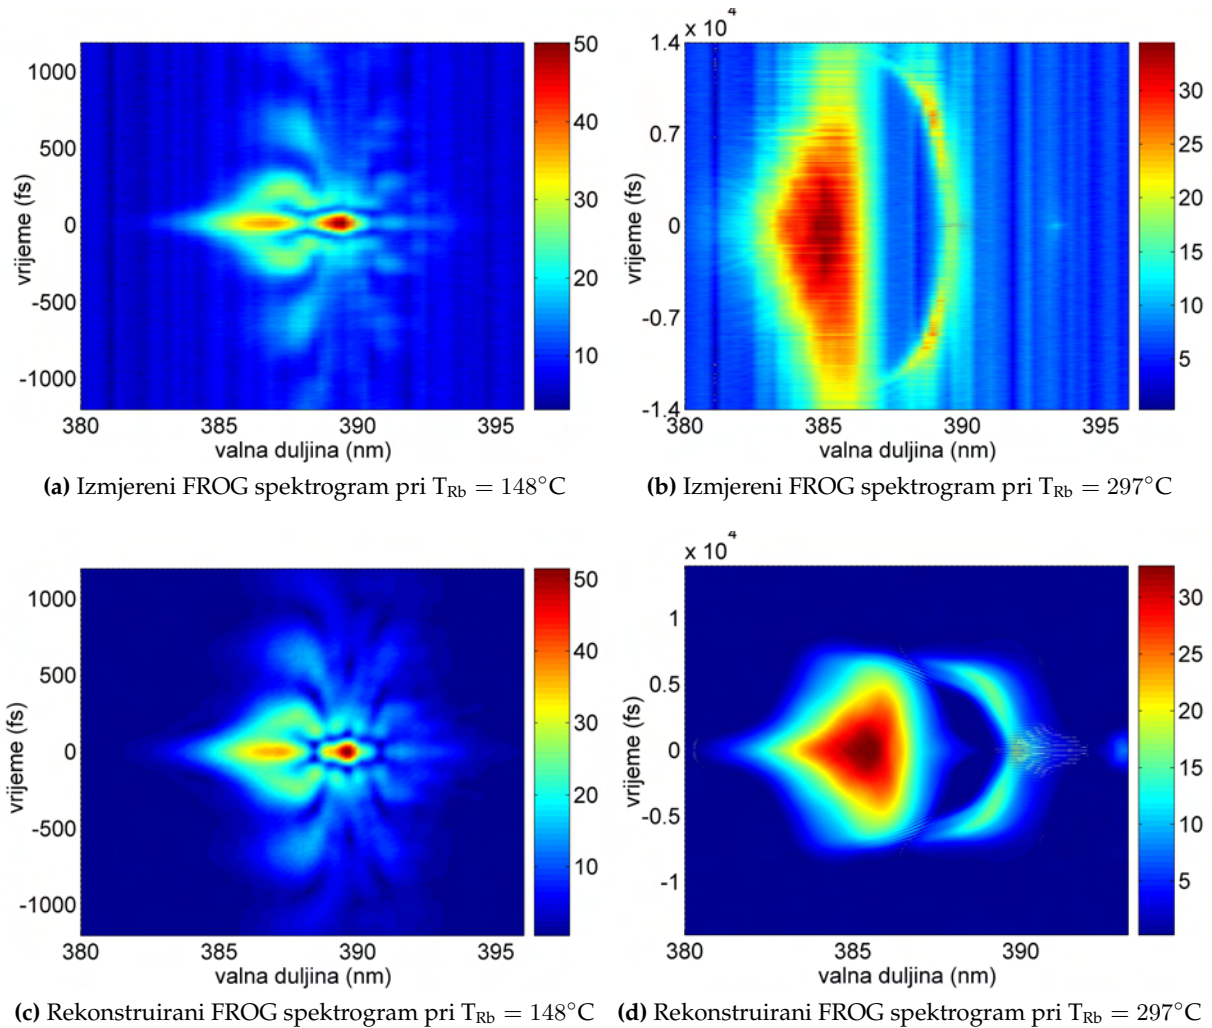 50
40
30
20
10
1000
500
0
-500
-1000
vrijeme (fs)
380 385 390 395
valna duljina (nm)
(a) Izmjereni FROG spektrogram pri T_Rb = 148°C
x 10^4
1.4
0.7
0
-0.7
-1.4
vrijeme (fs)
30
25
20
15
10
5
380 385 390 395
valna duljina (nm)
(b) Izmjereni FROG spektrogram pri T_Rb = 297°C
50
40
30
20
10
1000
500
0
-500
-1000
vrijeme (fs)
380 385 390 395
valna duljina (nm)
(c) Rekonstruirani FROG spektrogram pri T_Rb = 148°C
x 10^4
1
0.5
0
-0.5
-1
vrijeme (fs)
30
25
20
15
10
5
380 385 390
valna duljina (nm)
(d) Rekonstruirani FROG spektrogram pri T_Rb = 297°C